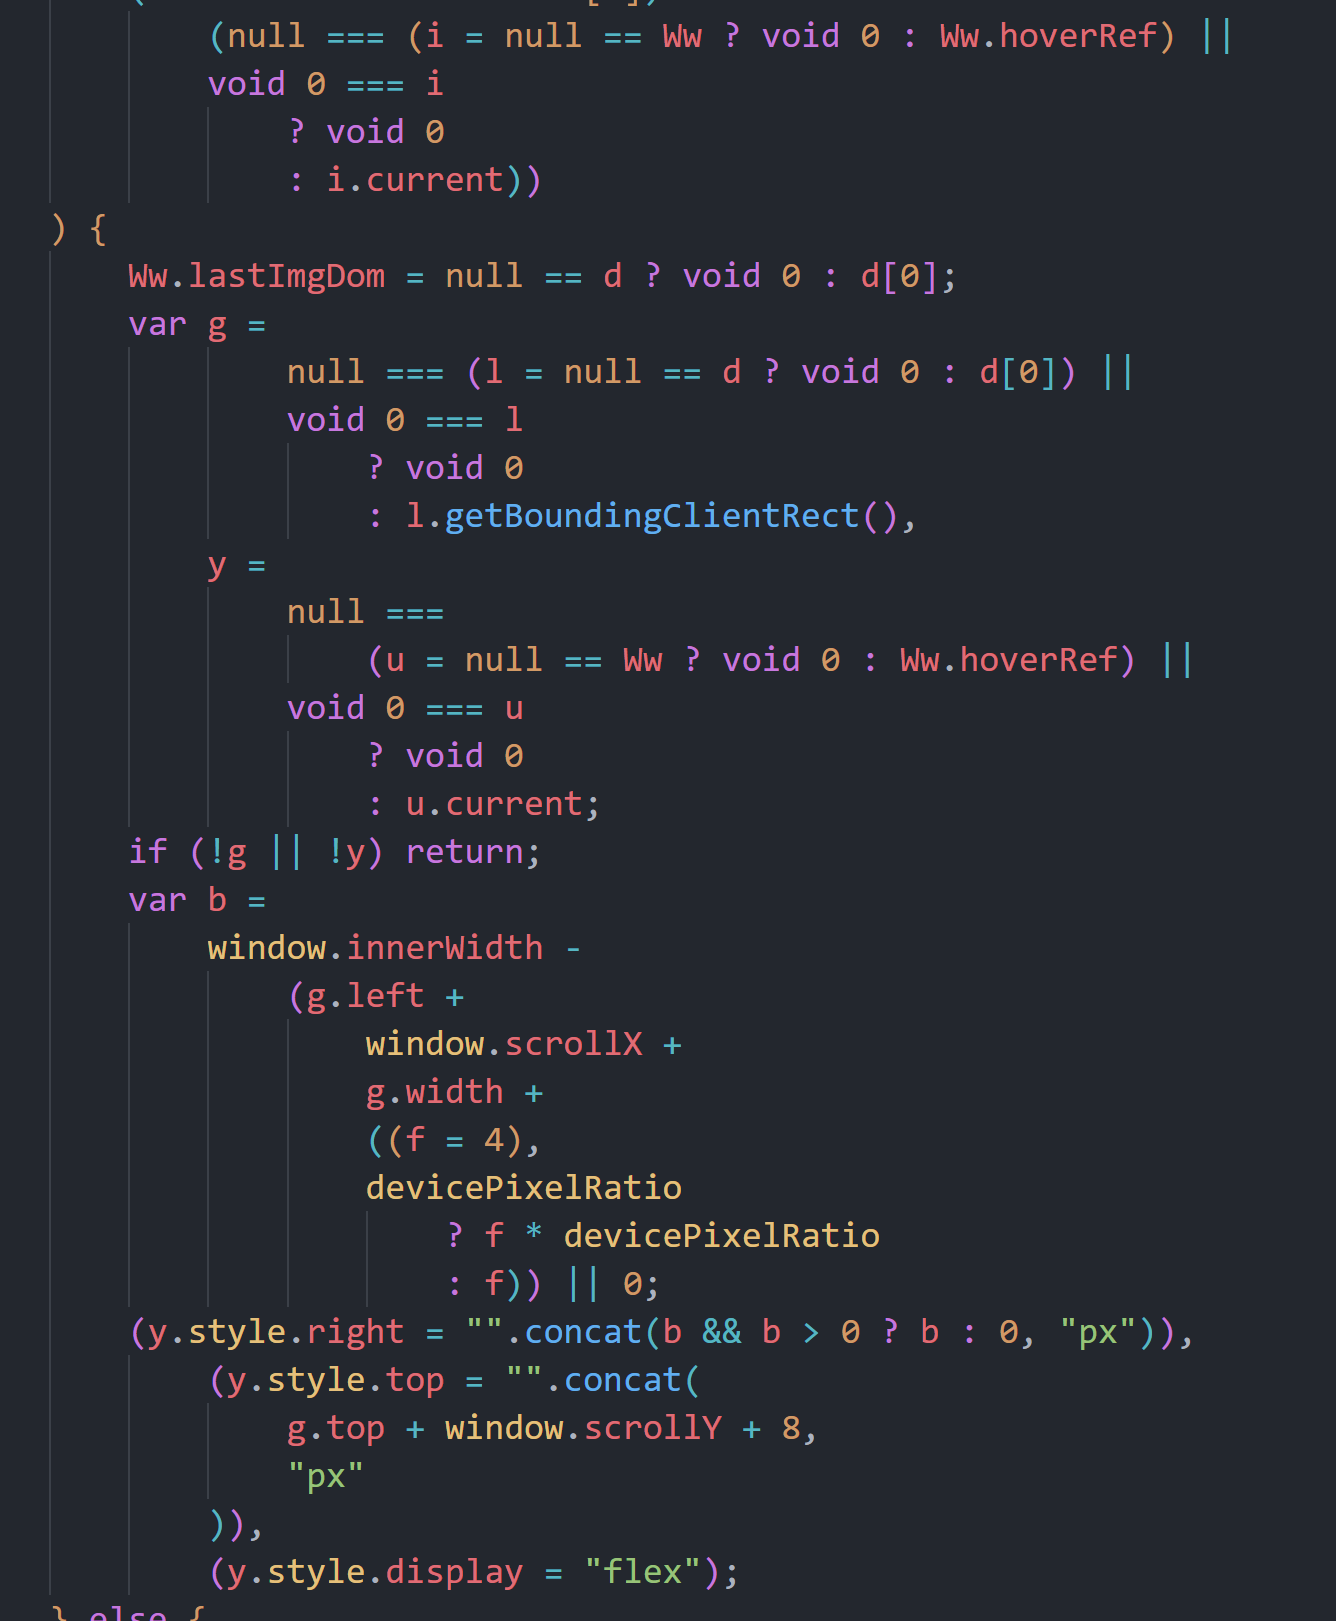 (null === (i = null == Ww ? void 0 : Ww.hoverRef) ||
void 0 === i
? void 0
: i.current))
) {
Ww.lastImgDom = null == d ? void 0 : d[0];
var g =
null === (l = null == d ? void 0 : d[0]) ||
void 0 === l
? void 0
: l.getBoundingClientRect(),
y =
null ===
(u = null == Ww ? void 0 : Ww.hoverRef) ||
void 0 === u
? void 0
: u.current;
if (!g || !y) return;
var b =
window.innerWidth -
(g.left +
window.scrollX +
g.width +
((f = 4),
devicePixelRatio
? f * devicePixelRatio
: f)) || 0;
(y.style.right = "".concat(b && b > 0 ? b : 0, "px")),
(y.style.top = "".concat(
g.top + window.scrollY + 8,
"px"
)),
(y.style.display = "flex");
} else {